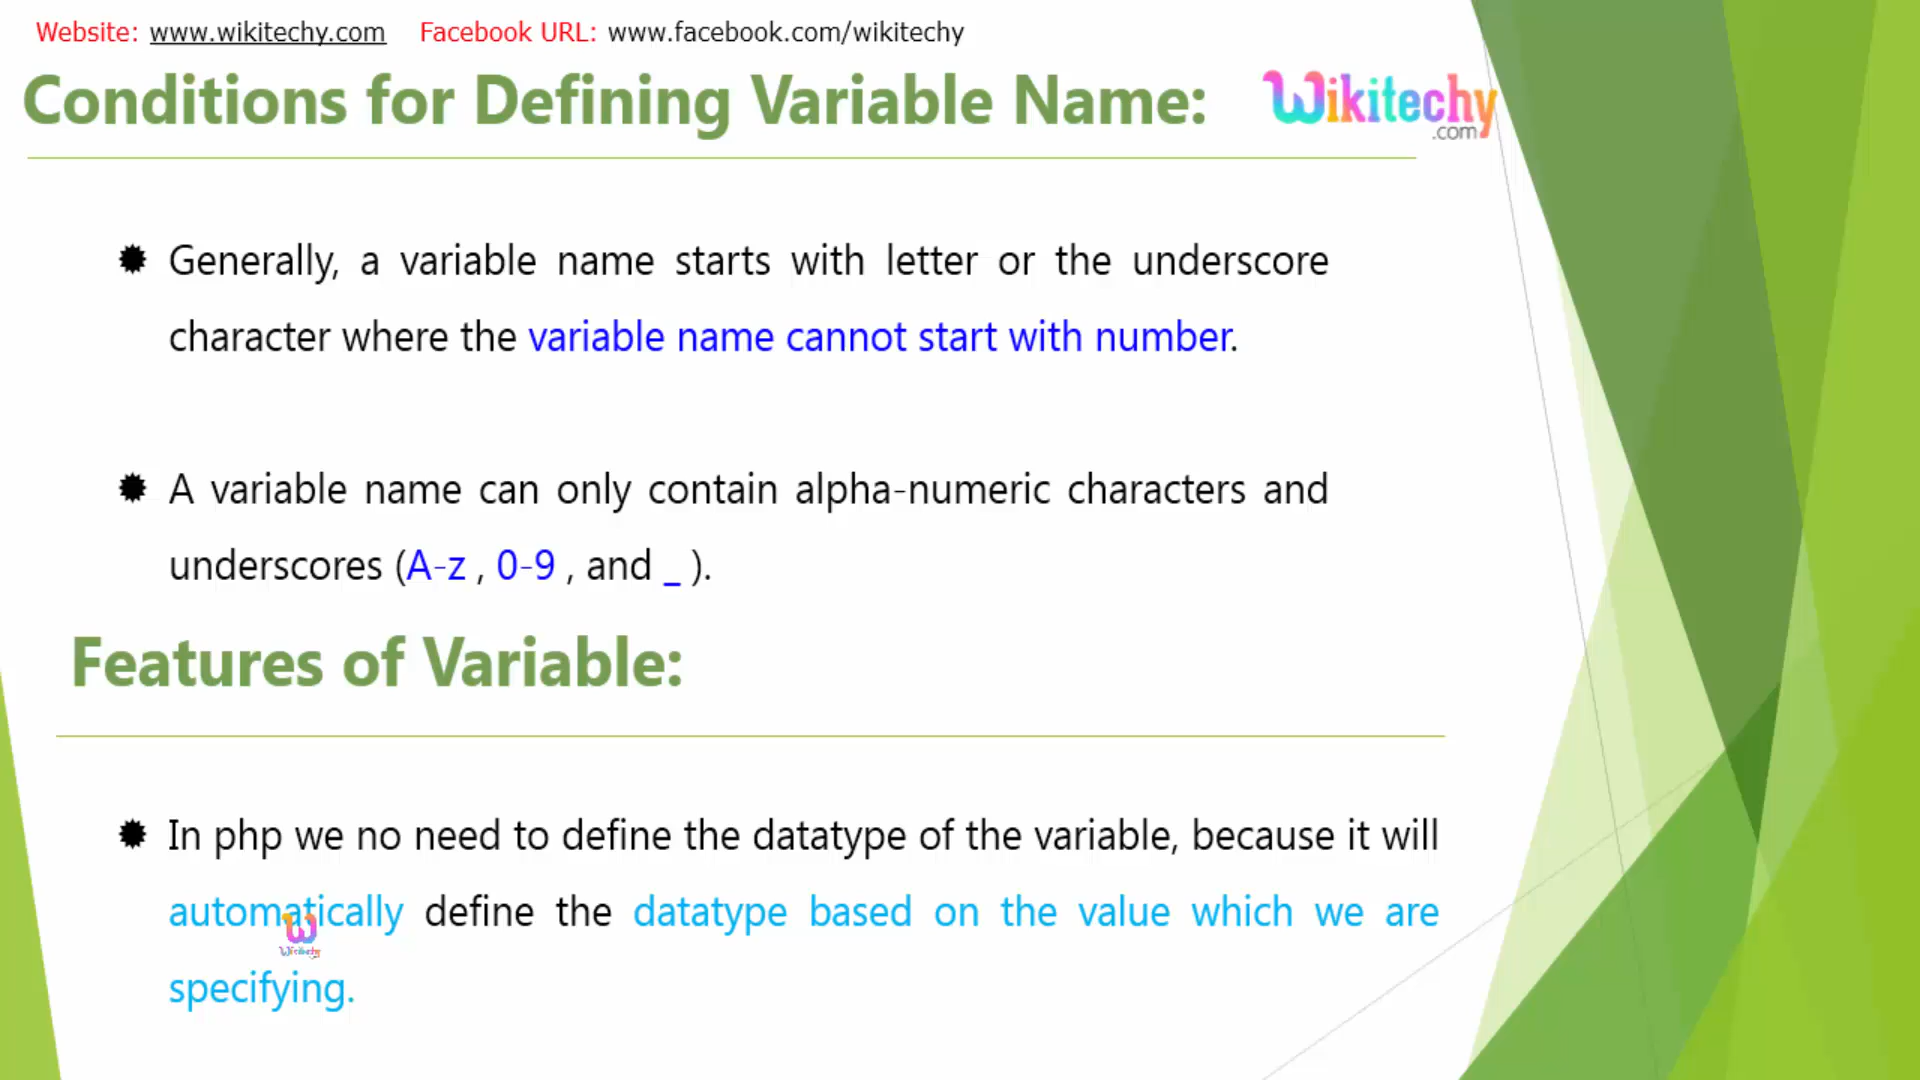 Website: www.wikitechy.com Facebook URL: www.facebook.com/wikitechy
Conditions for Defining Variable Name:
Wikitechy
.com
Generally, a variable name starts with letter or the underscore
character where the variable name cannot start with number.
A variable name can only contain alpha-numeric characters and
underscores (A-z , 0-9 , and _ ).
Features of Variable:
In php we no need to define the datatype of the variable, because it will
automatically define the datatype based on the value which we are
W
Wikitechy
specifying.